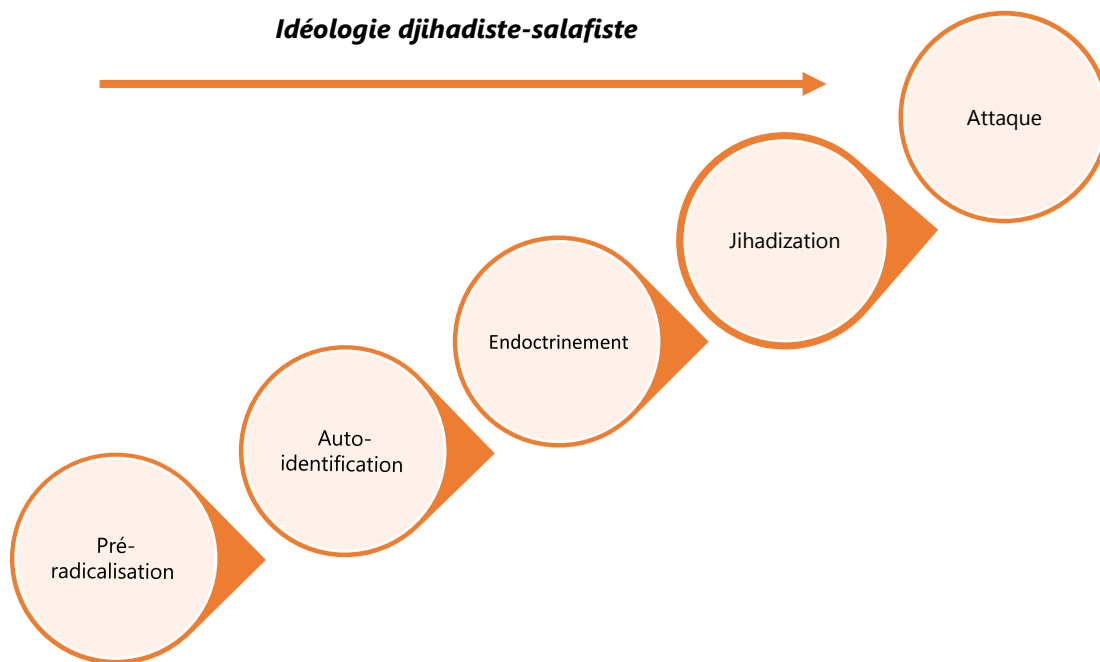 Idéologie djihadiste-salafiste
Attaque
Jihadization
Endoctrinement
Auto-
identification
Pré-
radicalisation